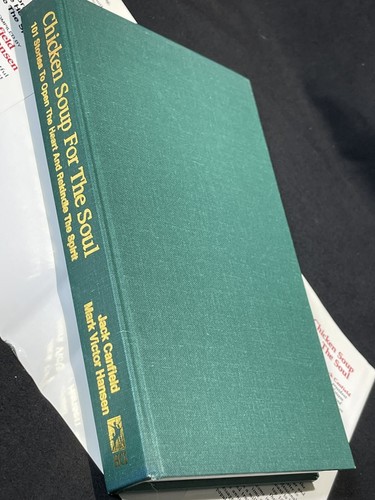 Chicken Soup For The Soul
101 Stories To Open The Heart And Rekindle The Spirit
Jack Canfield
Mark Victor Hansen
Chicken Soup
The Soul